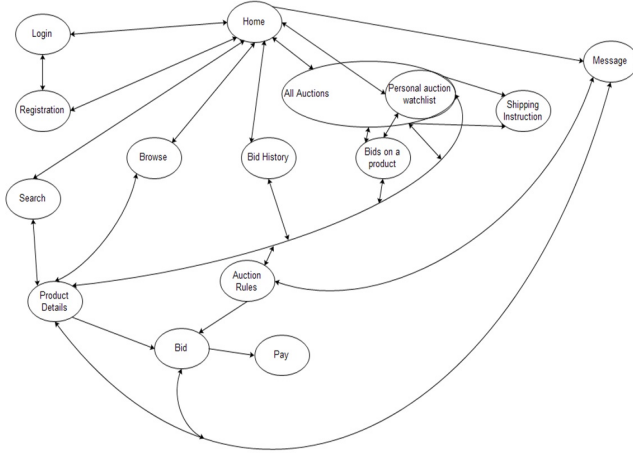 Home
Login
Message
All Auctions
Personal auction
watchlist
Registration
Shipping
Instruction
Browse
Bid History
Bids on a
product
Search
Auction
Rules
Product
Details
Bid
Pay